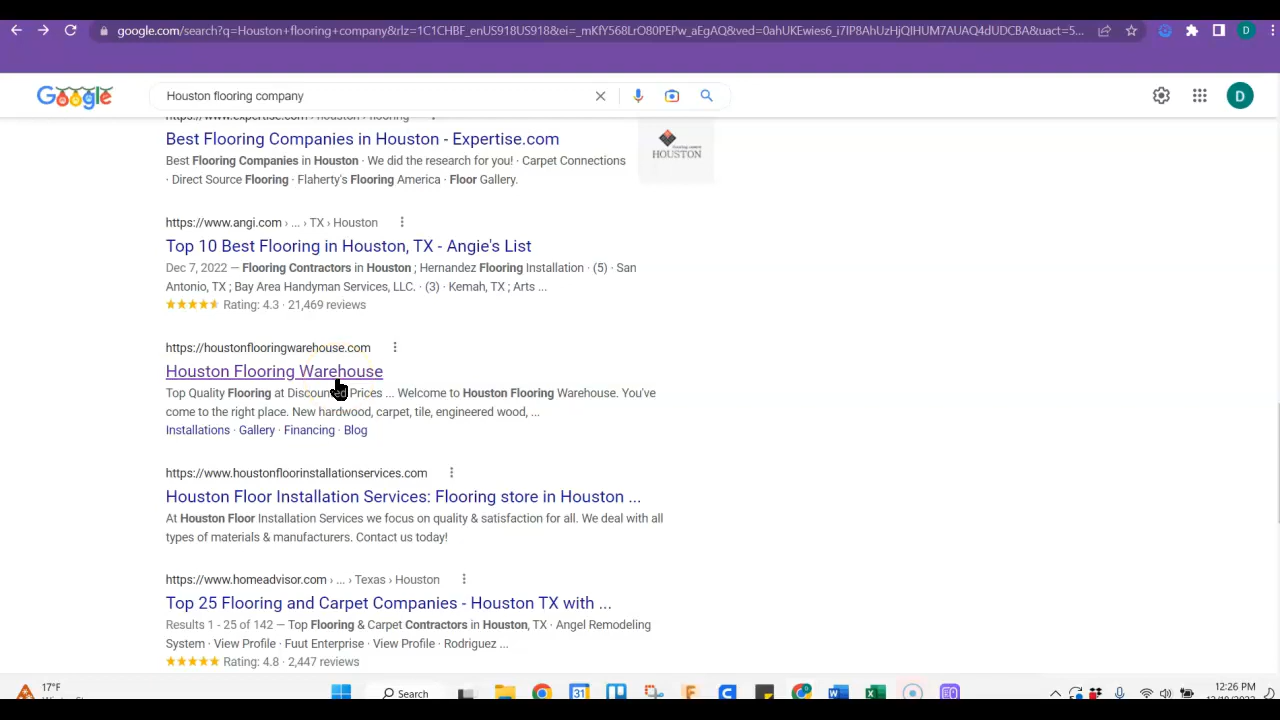 google.com/search?q=Houston+flooring+company&rlz=1C1CHBF_enUS918US918&ei=_mKfY568LrO80PEPw_aEgAQ&ved=0ahUKEwies6_i7IP8AhUzHjQIHUM7AUAQ4dUDCBA&uact=5...
D
Google
Houston flooring company
D
https://www.expertise.com › houston › flooring
Best Flooring Companies in Houston - Expertise.com
Best Flooring Companies in Houston · We did the research for you! · Carpet Connections
· Direct Source Flooring · Flaherty's Flooring America · Floor Gallery.
HOUSTON
https://www.angi.com › ... › TX › Houston
Top 10 Best Flooring in Houston, TX - Angie's List
Dec 7, 2022 — Flooring Contractors in Houston ; Hernandez Flooring Installation · (5) · San
Antonio, TX ; Bay Area Handyman Services, LLC. · (3) · Kemah, TX ; Arts ...
Rating: 4.3 · 21,469 reviews
https://houstonflooringwarehouse.com
Houston Flooring Warehouse
Top Quality Flooring at Discounted Prices ... Welcome to Houston Flooring Warehouse. You've
come to the right place. New hardwood, carpet, tile, engineered wood, ...
Installations · Gallery · Financing · Blog
https://www.houstonfloorinstallationservices.com
Houston Floor Installation Services: Flooring store in Houston ...
At Houston Floor Installation Services we focus on quality & satisfaction for all. We deal with all
types of materials & manufacturers. Contact us today!
https://www.homeadvisor.com › ... › Texas › Houston
Top 25 Flooring and Carpet Companies - Houston TX with ...
Results 1 - 25 of 142 — Top Flooring & Carpet Contractors in Houston, TX · Angel Remodeling
System · View Profile · Fuut Enterprise · View Profile · Rodriguez ...
Rating: 4.8 · 2,447 reviews
17°F
Search
31
12:26 PM